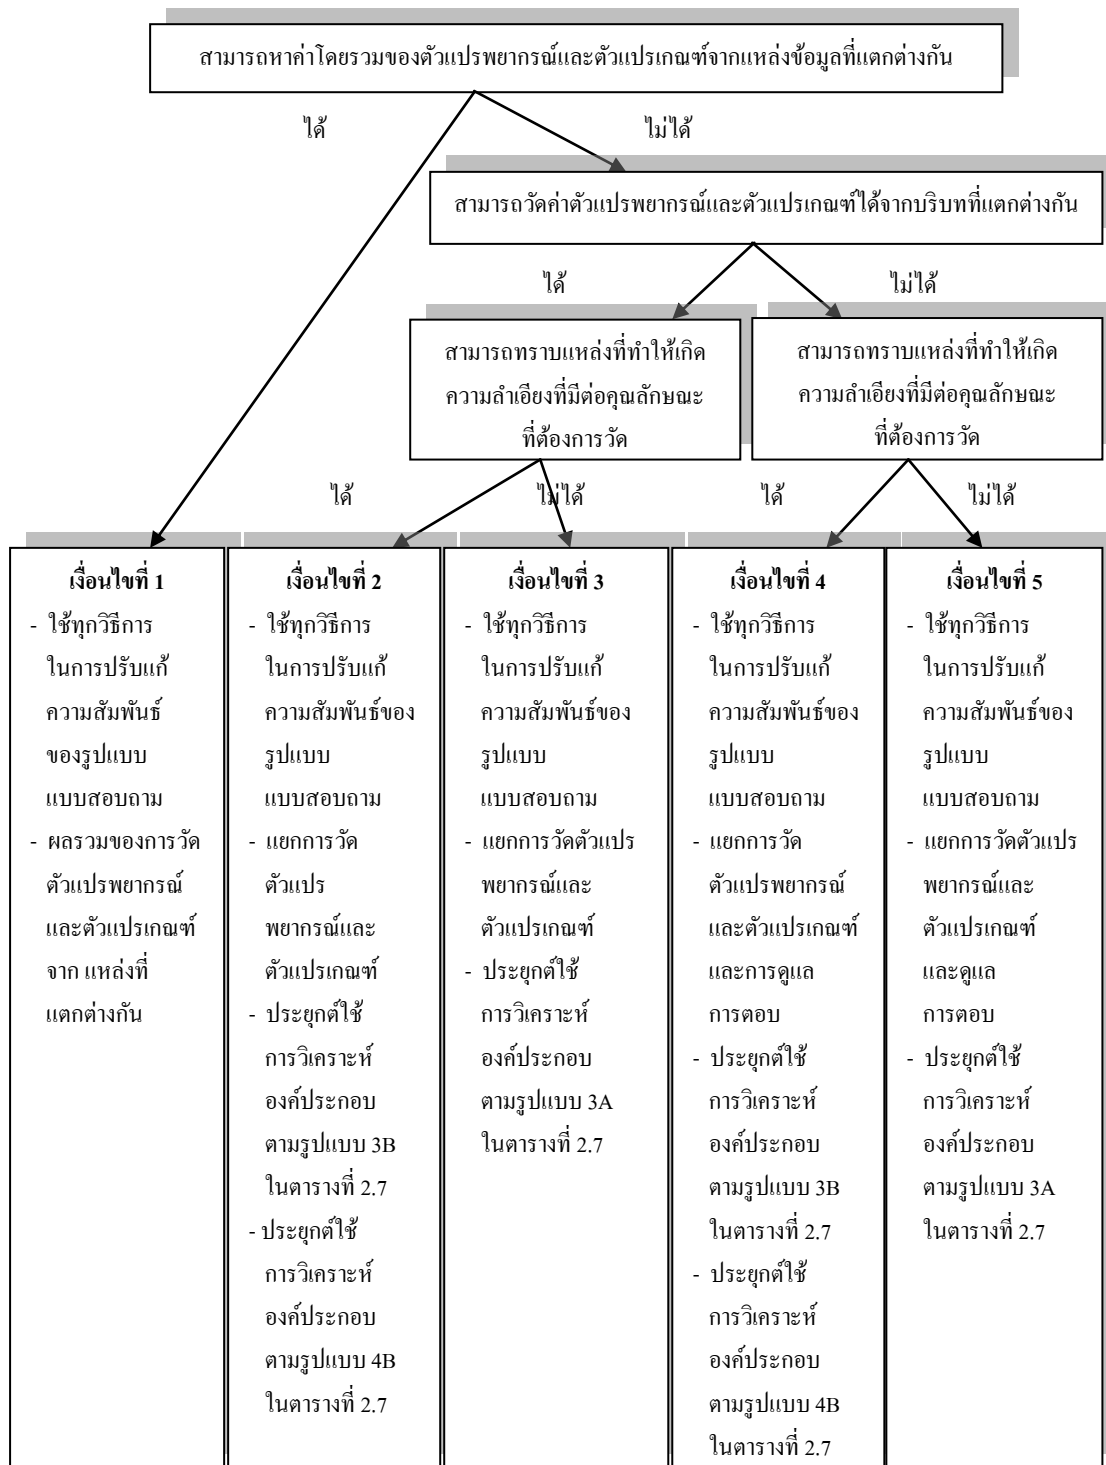 สามารถหาค่าโดยรวมของตัวแปรพยากรณ์และตัวแปรเกณฑ์จากแหล่งข้อมูลที่แตกต่างกัน
ได้
ไม่ได้
สามารถวัดค่าตัวแปรพยากรณ์และตัวแปรเกณฑ์ได้จากบริบทที่แตกต่างกัน
ได้
ไม่ได้
สามารถทราบแหล่งที่ทำให้เกิด
ความลำเอียงที่มีต่อคุณลักษณะ
ที่ต้องการวัด
สามารถทราบแหล่งที่ทำให้เกิด
ความลำเอียงที่มีต่อคุณลักษณะ
ที่ต้องการวัด
ได้
ไม่ได้
ได้
ไม่ได้
เงื่อนไขที่ 1
- ใช้ทุกวิธีการ
ในการปรับแก้
ความสัมพันธ์
ของรูปแบบ
แบบสอบถาม
- ผลรวมของการวัด
ตัวแปรพยากรณ์
และตัวแปรเกณฑ์
จาก แหล่งที่
แตกต่างกัน
เงื่อนไขที่ 2
- ใช้ทุกวิธีการ
ในการปรับแก้
ความสัมพันธ์ของ
รูปแบบ
แบบสอบถาม
- แยกการวัด
ตัวแปร
พยากรณ์และ
ตัวแปรเกณฑ์
- ประยุกต์ใช้
การวิเคราะห์
องค์ประกอบ
ตามรูปแบบ 3B
ในตารางที่ 2.7
- ประยุกต์ใช้
การวิเคราะห์
องค์ประกอบ
ตามรูปแบบ 4B
ในตารางที่ 2.7
เงื่อนไขที่ 3
- ใช้ทุกวิธีการ
ในการปรับแก้
ความสัมพันธ์ของ
รูปแบบ
แบบสอบถาม
- แยกการวัดตัวแปร
พยากรณ์และ
ตัวแปรเกณฑ์
- ประยุกต์ใช้
การวิเคราะห์
องค์ประกอบ
ตามรูปแบบ 3A
ในตารางที่ 2.7
เงื่อนไขที่ 4
- ใช้ทุกวิธีการ
ในการปรับแก้
ความสัมพันธ์ของ
รูปแบบ
แบบสอบถาม
- แยกการวัด
ตัวแปรพยากรณ์
และตัวแปรเกณฑ์
และการดูแล
การตอบ
- ประยุกต์ใช้
การวิเคราะห์
องค์ประกอบ
ตามรูปแบบ 3B
ในตารางที่ 2.7
- ประยุกต์ใช้
การวิเคราะห์
องค์ประกอบ
ตามรูปแบบ 4B
ในตารางที่ 2.7
เงื่อนไขที่ 5
- ใช้ทุกวิธีการ
ในการปรับแก้
ความสัมพันธ์ของ
รูปแบบ
แบบสอบถาม
- แยกการวัดตัวแปร
พยากรณ์และ
ตัวแปรเกณฑ์
และดูแล
การตอบ
- ประยุกต์ใช้
การวิเคราะห์
องค์ประกอบ
ตามรูปแบบ 3A
ในตารางที่ 2.7